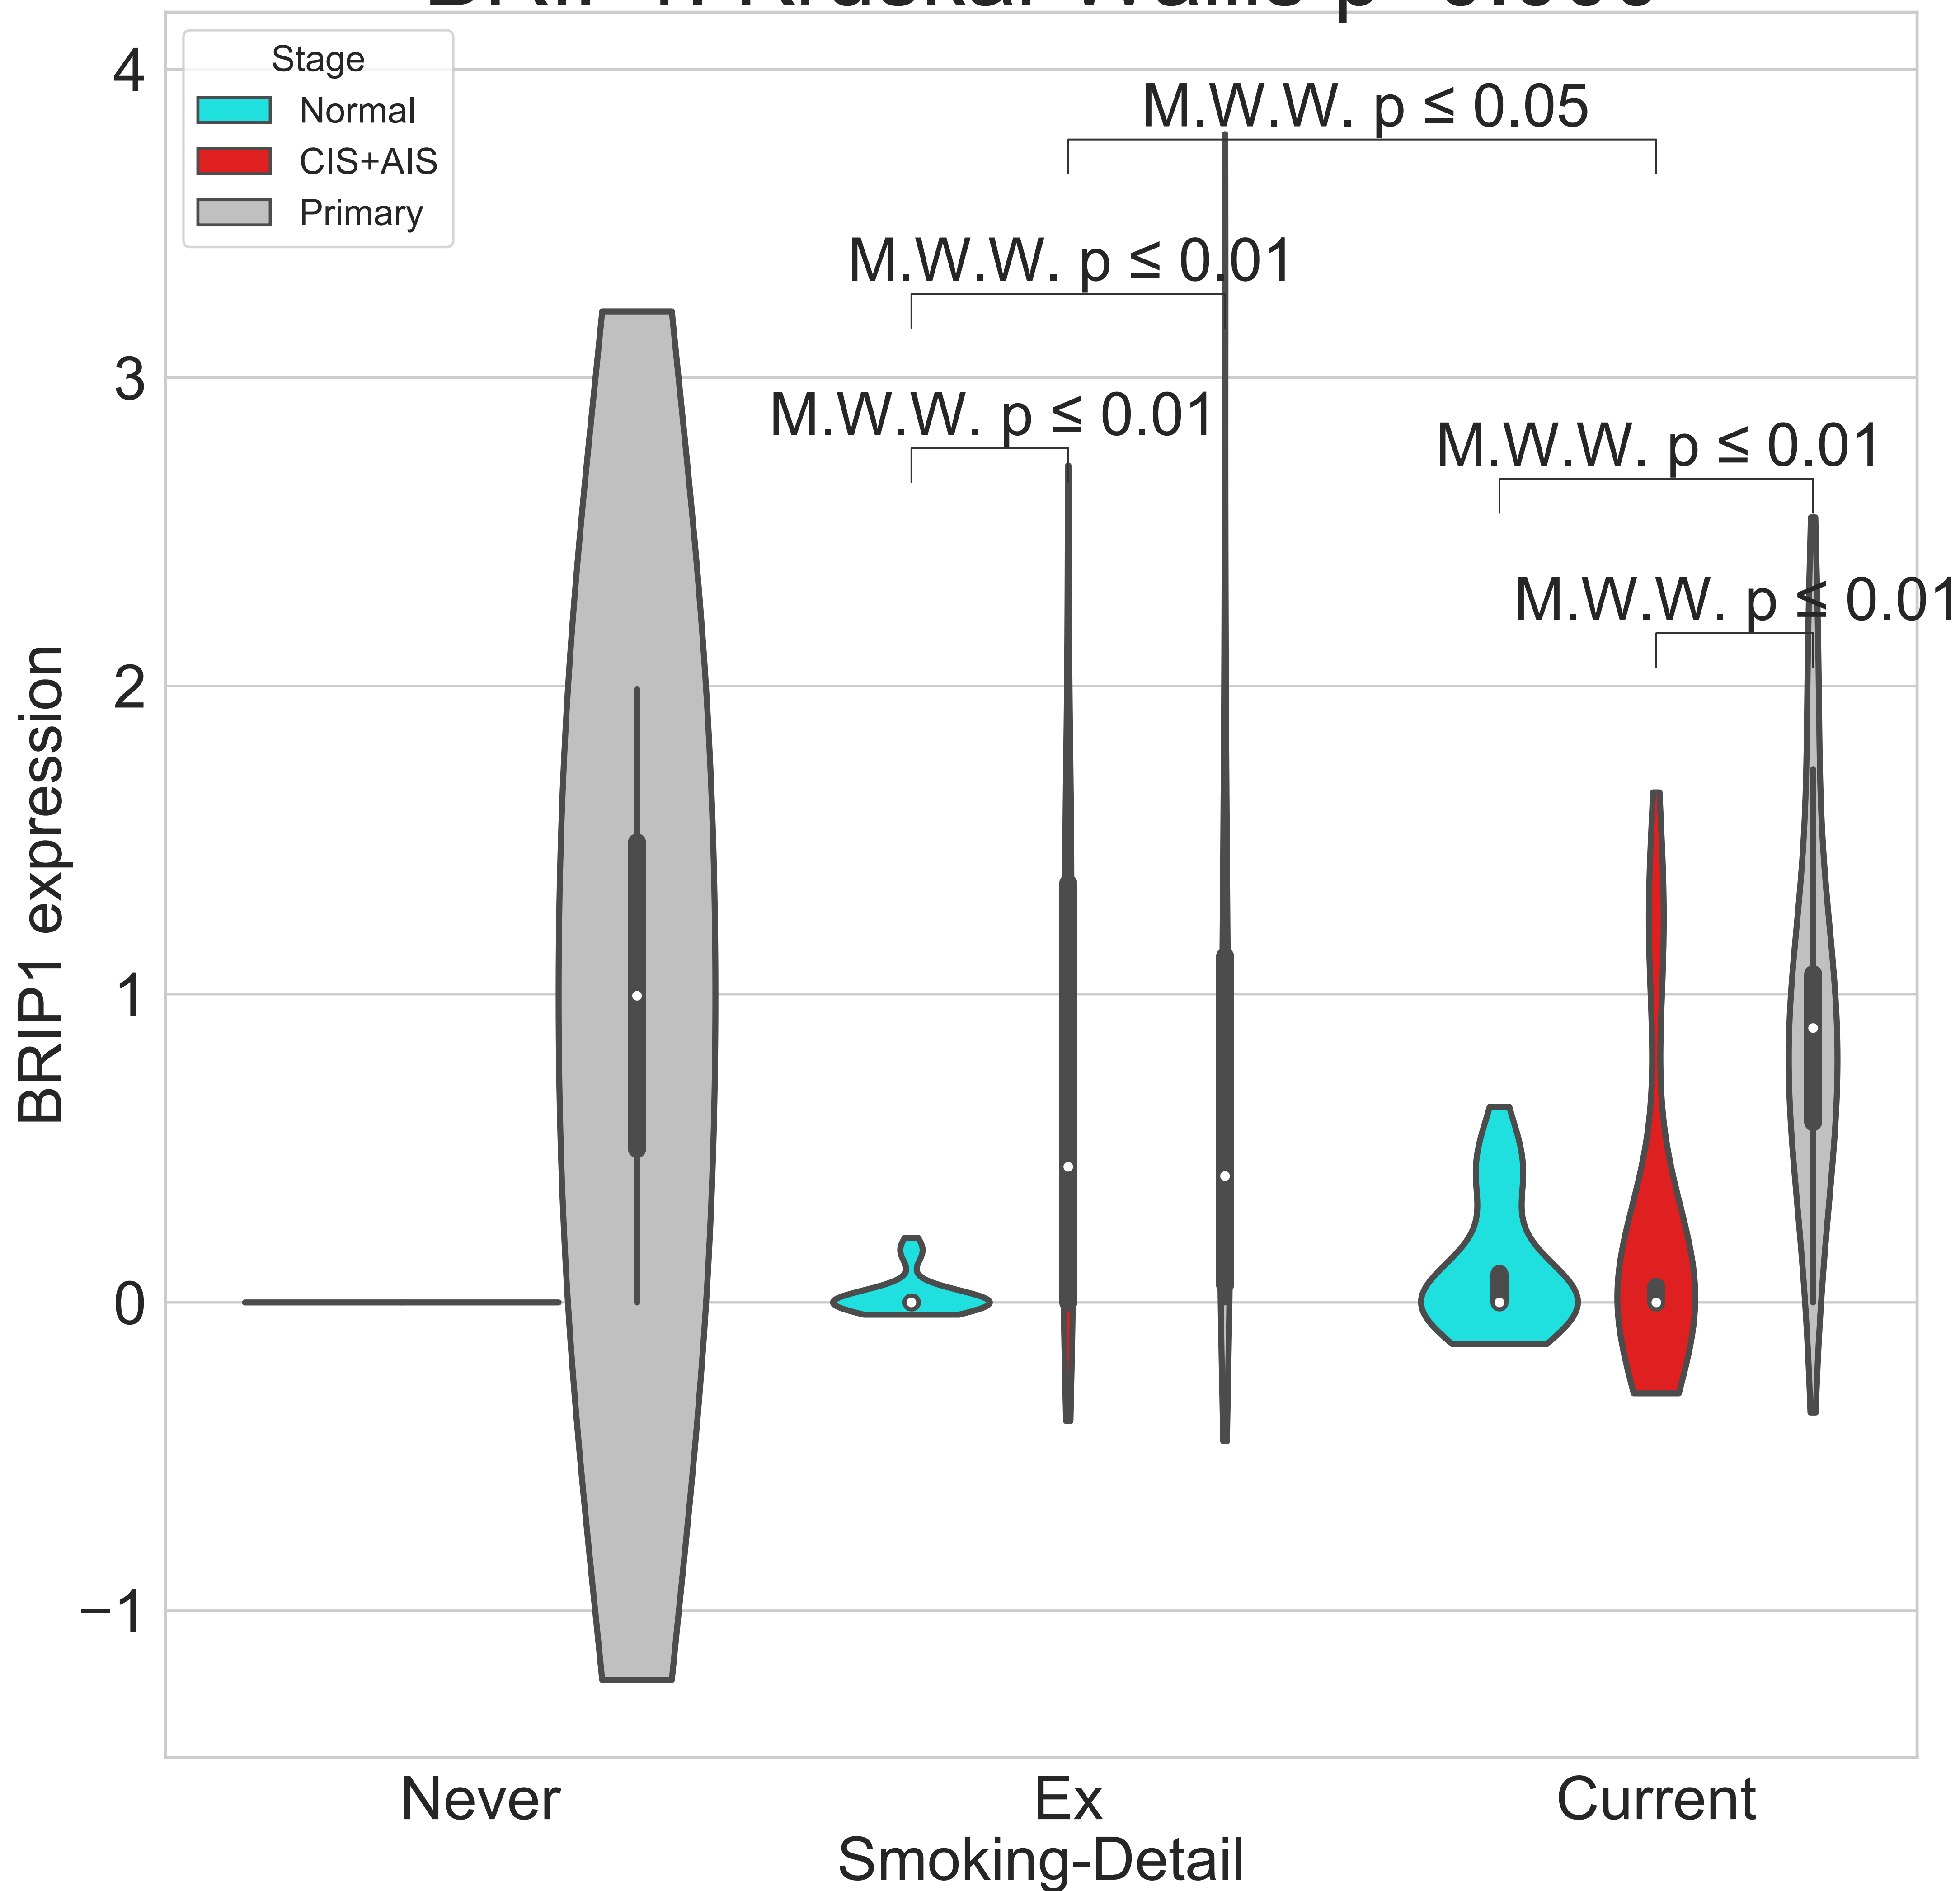 4
3
2
1
0
−1
BRIP1 expression
Stage
Normal
CIS+AIS
Primary
M.W.W. p ≤ 0.05
M.W.W. p ≤ 0.01
M.W.W. p ≤ 0.01
M.W.W. p ≤ 0.01
M.W.W. p ≤ 0.01
Never
Ex
Current
Smoking-Detail